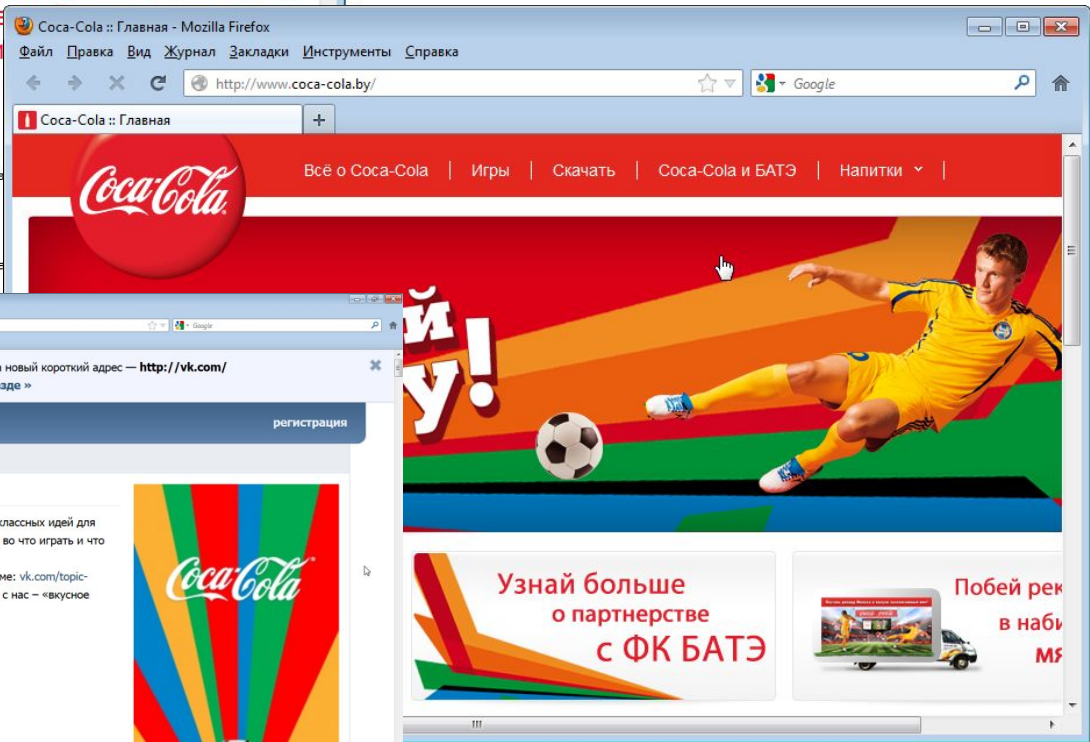 Coca-Cola :: Главная - Mozilla Firefox
Файл Правка Вид Журнал Закладки Инструменты Справка
http://www.coca-cola.by/
Google
Coca-Cola :: Главная
Coca-Cola
Всё о Coca-Cola | Игры | Скачать | Coca-Cola и БАТЭ | Напитки
Узнай больше
о партнерстве
с ФК БАТЭ
Побей рек
в наби
мя
Google
новый короткий адрес — http://vk.com/
зде »
регистрация
классных идей для
во что играть и что
ме: vk.com/topic-
с нас – «вкусное
Coca-Cola